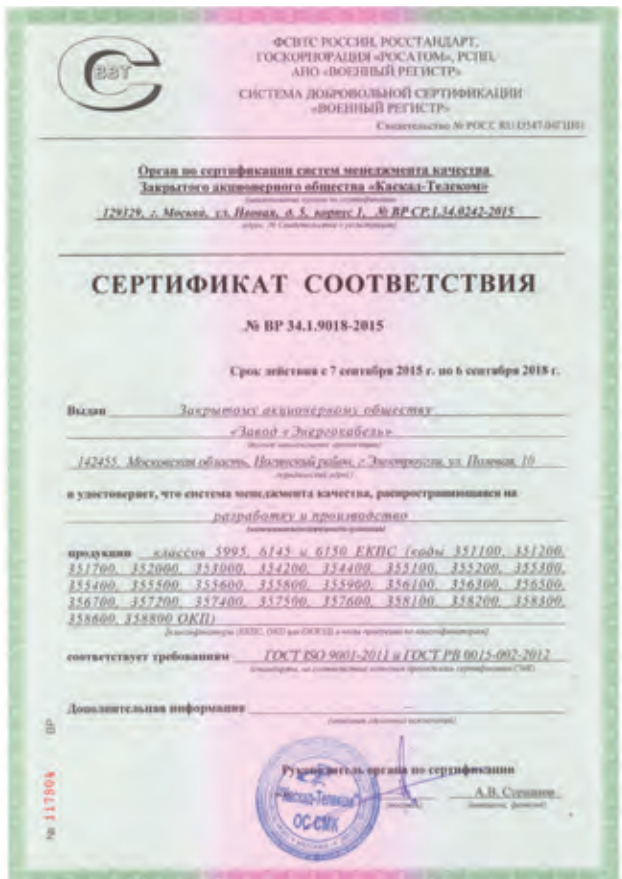 ВВТ
ФСВТС РОССИИ, РОССТАНДАРТ,
ГОСКОРПОРАЦИЯ «РОСАТОМ», РСПП,
АНО «ВОЕННЫЙ РЕГИСТР»
СИСТЕМА ДОБРОВОЛЬНОЙ СЕРТИФИКАЦИИ
«ВОЕННЫЙ РЕГИСТР»
Свидетельство № РОСС RU
Орган по сертификации систем менеджмента качества
Закрытого акционерного общества «Каскад-Телеком»
129329, г. Москва, ул. Ивовая, д. 5, корпус 1, № ВР СР.1.34.0242-2015
СЕРТИФИКАТ СООТВЕТСТВИЯ
№ ВР 34.1.9018-2015
Срок действия с 7 сентября 2015 г. по 6 сентября 2018 г.
Выдан Закрытому акционерному обществу
«Завод «Энергокабель»
142455, Московская область, Ногинский район, г. Электроугли, ул. Полевая, 10
и удостоверяет, что система менеджмента качества, распространяющаяся на
разработку и производство
продукции классов 5995, 6145 и 6150 ЕКПС (коды 351100, 351200,
351700, 352000, 353000, 354200, 354400, 355100, 355200, 355300,
355400, 355500, 355600, 355800, 355900, 356100, 356300, 356500,
356700, 357200, 357400, 357500, 357600, 358100, 358200, 358300,
358600, 358800 ОКП)
соответствует требованиям ГОСТ ISO 9001-2011 и ГОСТ РВ 0015-002-2012
Дополнительная информация –
Руководитель органа по сертификации
А.В.
"Каскад-Телеком"
ОС-СМК
№ 117804 ВР